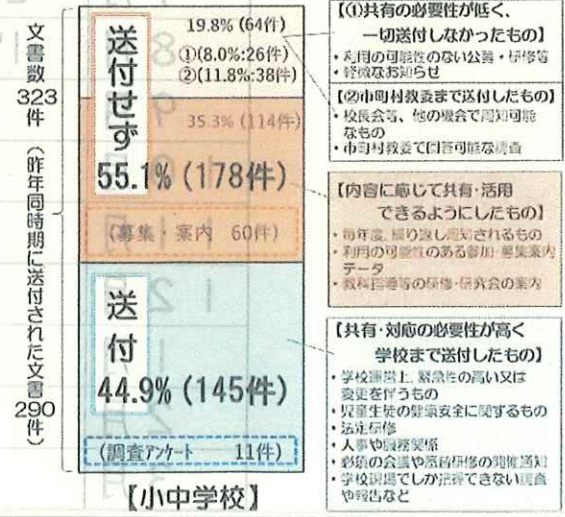 文書数
323
件
(昨年同時期に送付された文書
290
件)
送付せず
19.8%(64件)
①(8.0%:26件)
②(11.8%:38件)
35.3%(114件)
55.1%(178件)
(募集・案内 60件)
送付
44.9%(145件)
(調査アンケート 11件)
【小中学校】
【①共有の必要性が低く、
一切送付しなかったもの】
・利用の可能性のない公募・研修等
・軽微なお知らせ
【②市町村教委まで送付したもの】
・校長会等、他の機会で周知可能
なもの
・市町村教委で回答可能な調査
【内容に応じて共有・活用
できるようにしたもの】
・毎年度、繰り返し周知されるもの
・利用の可能性のある参加・募集案内
データ
・教科指導等の研修・研究会の案内
【共有・対応の必要性が高く
学校まで送付したもの】
・学校運営上、緊急性の高い又は
変更を伴うもの
・児童生徒の健康安全に関するもの
・法定研修
・人事や服務関係
・必須の会議や悉皆研修の開催通知
・学校現場でしか把握できない調査
や報告など